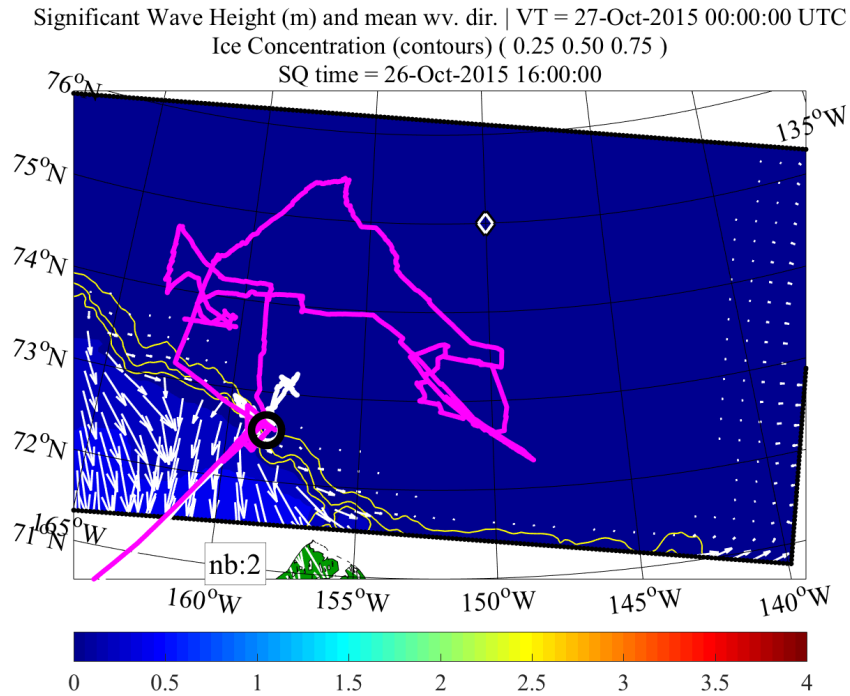 Significant Wave Height (m) and mean wv. dir. | VT = 27-Oct-2015 00:00:00 UTC
Ice Concentration (contours) ( 0.25 0.50 0.75 )
SQ time = 26-Oct-2015 16:00:00
76°N
135°W
75°N
74°N
73°N
72°N
71°N
165°W
nb:2
160°W
155°W
150°W
145°W
140°W
0
0.5
1
1.5
2
2.5
3
3.5
4